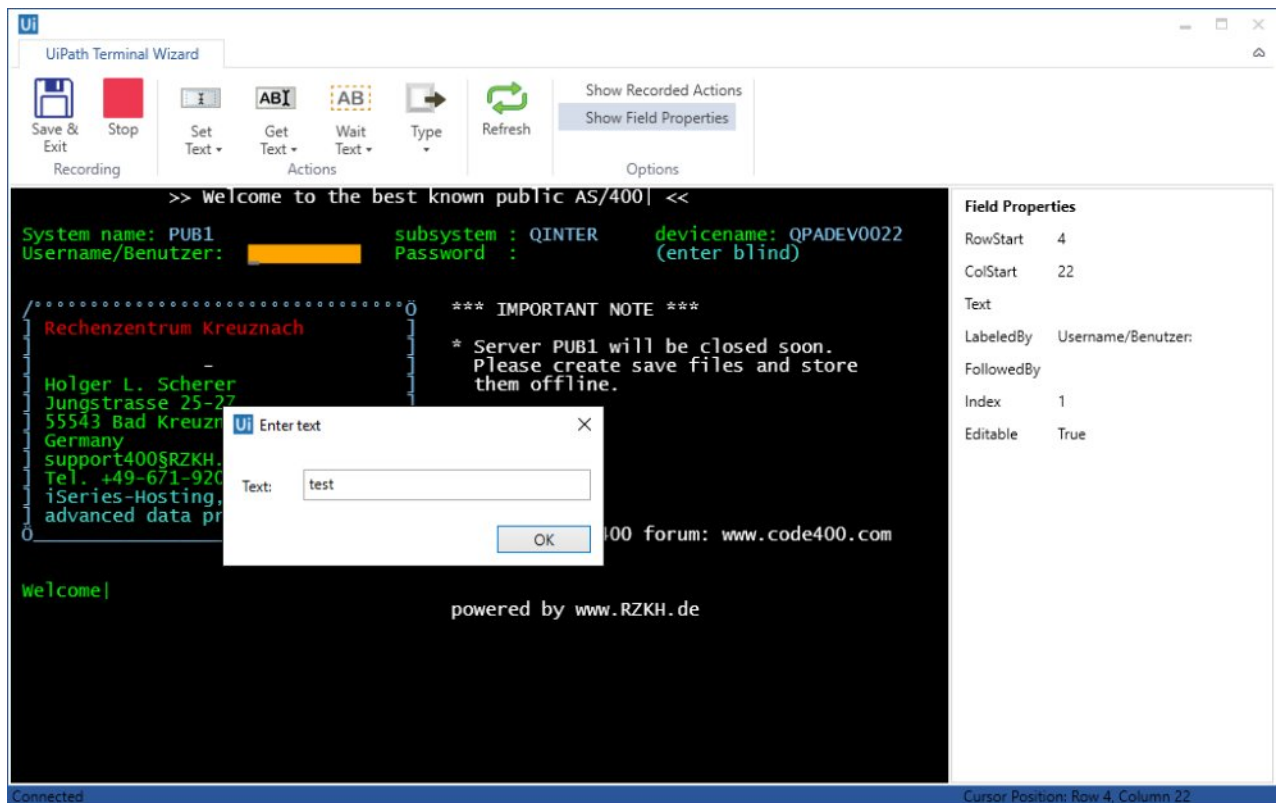 Ui
UiPath Terminal Wizard
Save & Exit
Stop
Set Text
Get Text
Wait Text
Type
Refresh
Show Recorded Actions
Show Field Properties
Recording
Actions
Options
>> Welcome to the best known public AS/400| <<
System name: PUB1 subsystem : QINTER devicename: QPADEV0022
Username/Benutzer: _ Password : (enter blind)
*** IMPORTANT NOTE ***
Rechenzentrum Kreuznach
* Server PUB1 will be closed soon.
Please create save files and store
Holger L. Scherer them offline.
Jungstrasse 25-27
55543 Bad Kreuzn
Germany
support400§RZKH.
Tel. +49-671-920
iSeries-Hosting,
advanced data pr
400 forum: www.code400.com
Welcome|
powered by www.RZKH.de
Ui Enter text
Text: test
OK
Field Properties
RowStart 4
ColStart 22
Text
LabeledBy Username/Benutzer:
FollowedBy
Index 1
Editable True
Connected
Cursor Position: Row 4, Column 22